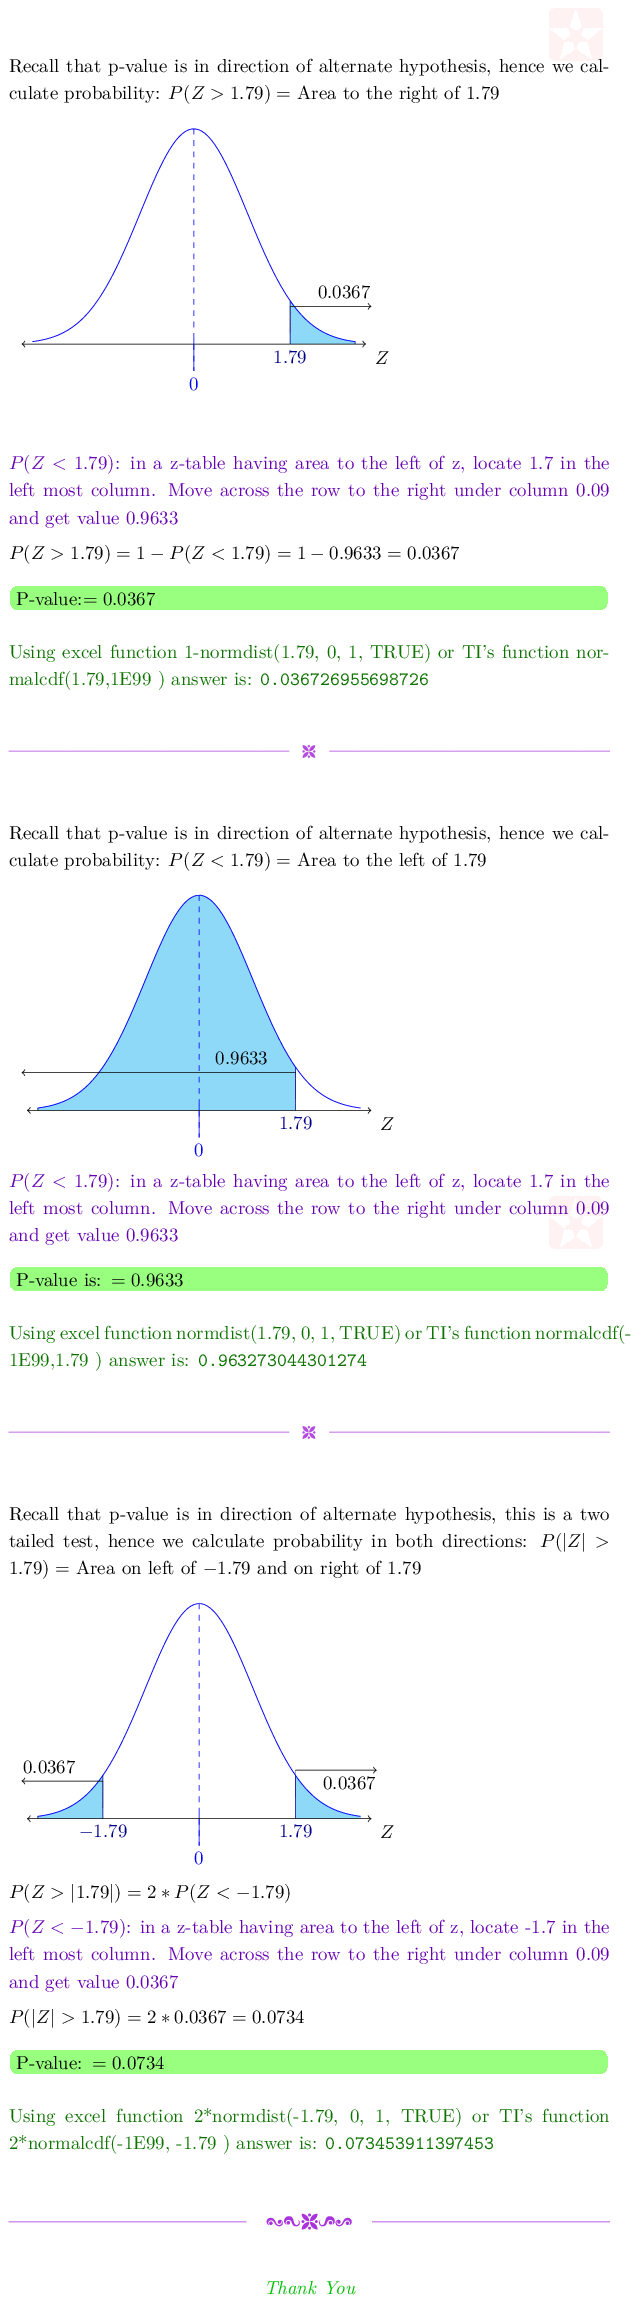 Recall that p-value is in direction of alternate hypothesis, hence we cal-
culate probability: P(Z > 1.79) = Area to the right of 1.79
0.0367
1.79
Z
0
P(Z < 1.79): in a z-table having area to the left of z, locate 1.7 in the
left most column. Move across the row to the right under column 0.09
and get value 0.9633
P(Z > 1.79) = 1 − P(Z < 1.79) = 1 − 0.9633 = 0.0367
P-value:= 0.0367
Using excel function 1-normdist(1.79, 0, 1, TRUE) or TI's function nor-
malcdf(1.79,1E99 ) answer is: 0.036726955698726
Recall that p-value is in direction of alternate hypothesis, hence we cal-
culate probability: P(Z < 1.79) = Area to the left of 1.79
0.9633
1.79
Z
0
P(Z < 1.79): in a z-table having area to the left of z, locate 1.7 in the
left most column. Move across the row to the right under column 0.09
and get value 0.9633
P-value is: = 0.9633
Using excel function normdist(1.79, 0, 1, TRUE) or TI's function normalcdf(-
1E99,1.79 ) answer is: 0.963273044301274
Recall that p-value is in direction of alternate hypothesis, this is a two
tailed test, hence we calculate probability in both directions: P(|Z| >
1.79) = Area on left of −1.79 and on right of 1.79
0.0367
0.0367
−1.79
1.79
Z
0
P(Z > |1.79|) = 2 ∗ P(Z < −1.79)
P(Z < −1.79): in a z-table having area to the left of z, locate -1.7 in the
left most column. Move across the row to the right under column 0.09
and get value 0.0367
P(|Z| > 1.79) = 2 ∗ 0.0367 = 0.0734
P-value: = 0.0734
Using excel function 2*normdist(-1.79, 0, 1, TRUE) or TI's function
2*normalcdf(-1E99, -1.79 ) answer is: 0.073453911397453
Thank You